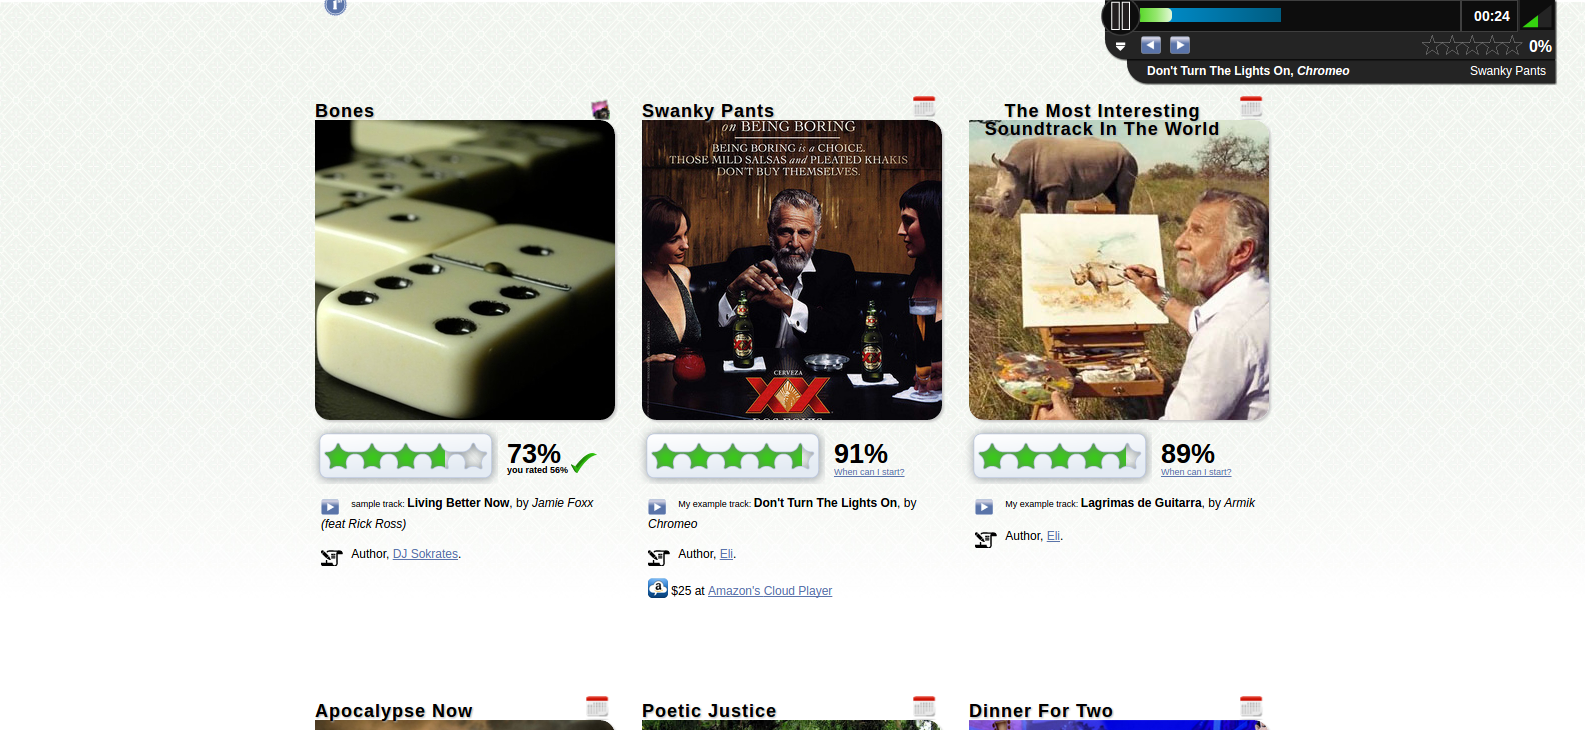 00:24
0%
Don't Turn The Lights On, Chromeo
Swanky Pants
Bones
Swanky Pants
The Most Interesting
Soundtrack In The World
on BEING BORING
BEING BORING is a CHOICE.
THOSE MILD SALSAS and PLEATED KHAKIS
DON'T BUY THEMSELVES.
CERVEZA
XX
DOS EQUIS
73%
you rated 56%
91%
When can I start?
89%
When can I start?
sample track: Living Better Now, by Jamie Foxx
(feat Rick Ross)
Author, DJ Sokrates.
My example track: Don't Turn The Lights On, by
Chromeo
Author, Eli.
a
$25 at Amazon's Cloud Player
My example track: Lagrimas de Guitarra, by Armik
Author, Eli.
Apocalypse Now
Poetic Justice
Dinner For Two